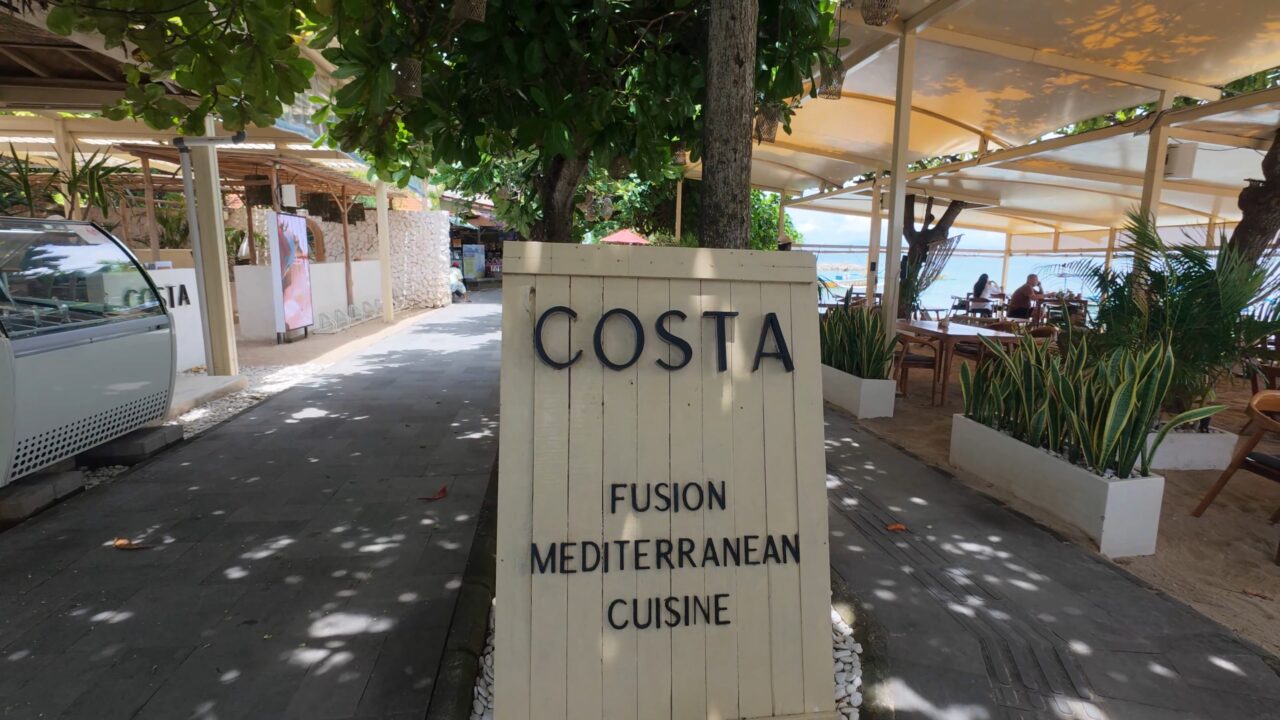 COSTA
COSTA
FUSION
MEDITERRANEAN
CUISINE